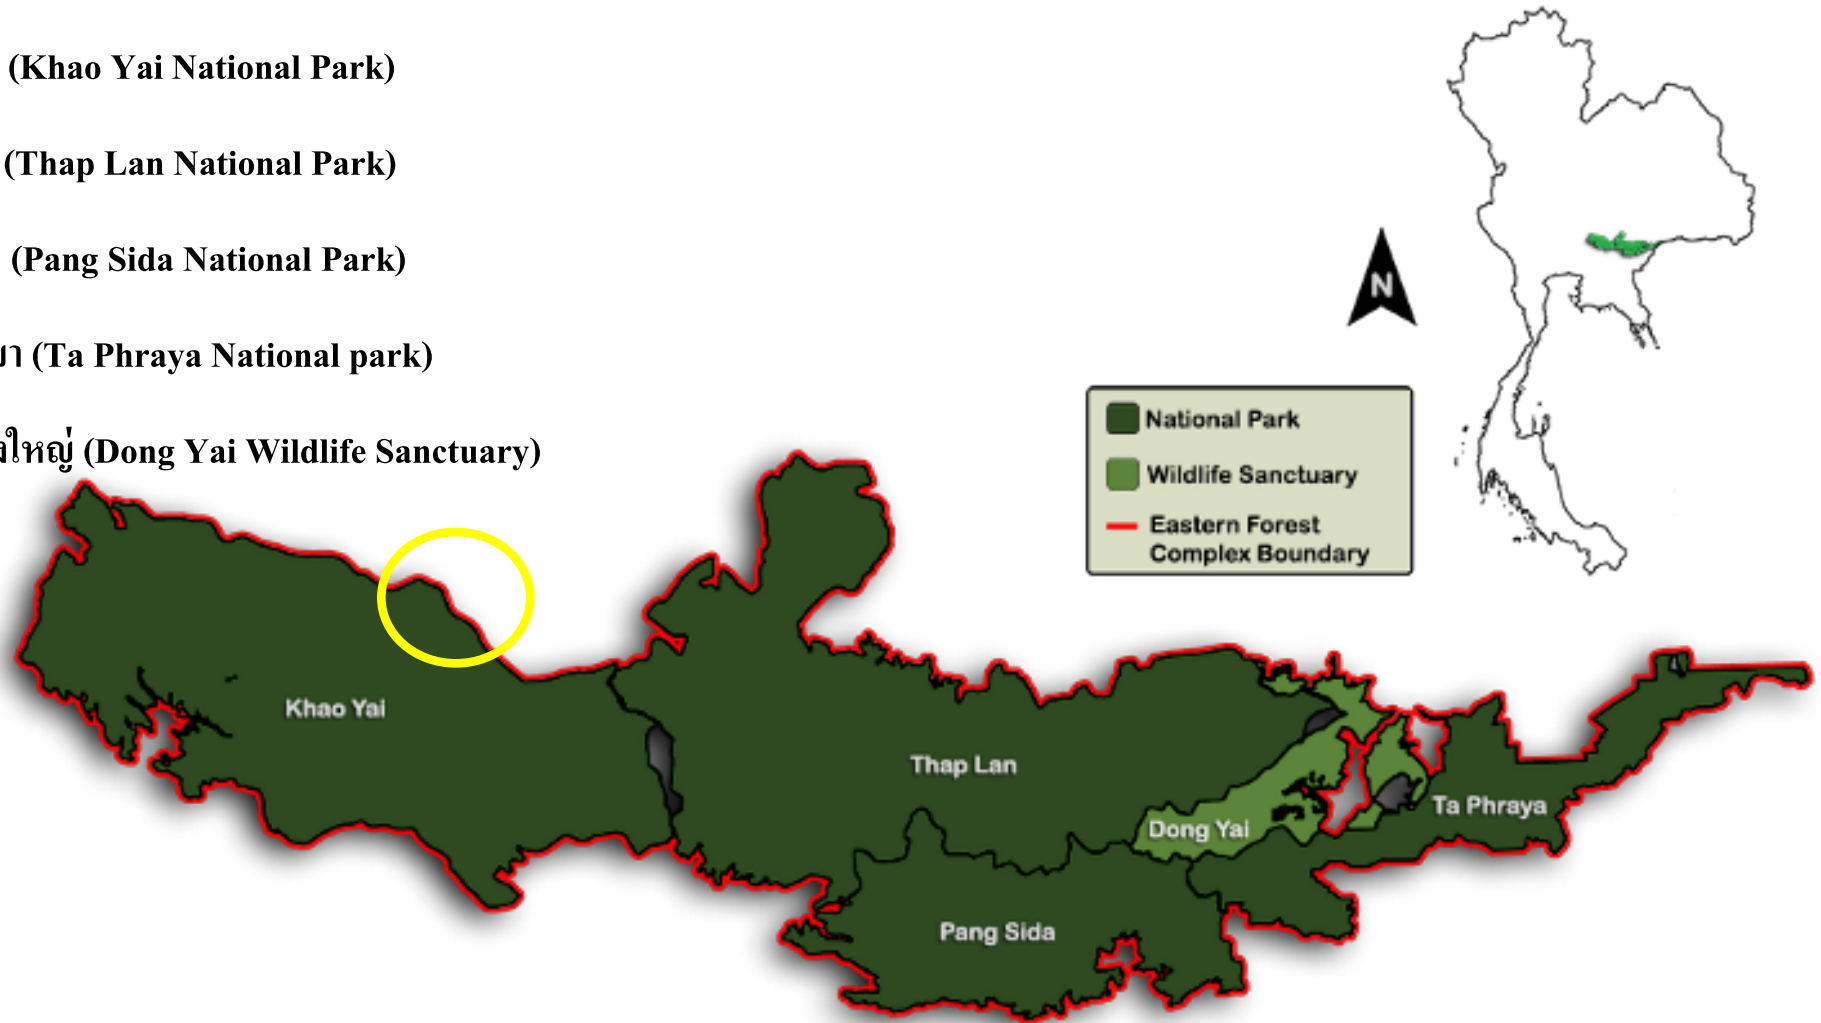 (Khao Yai National Park)
(Thap Lan National Park)
(Pang Sida National Park)
(Ta Phraya National park)
(Dong Yai Wildlife Sanctuary)
N
National Park
Wildlife Sanctuary
Eastern Forest
Complex Boundary
Khao Yai
Thap Lan
Dong Yai
Ta Phraya
Pang Sida